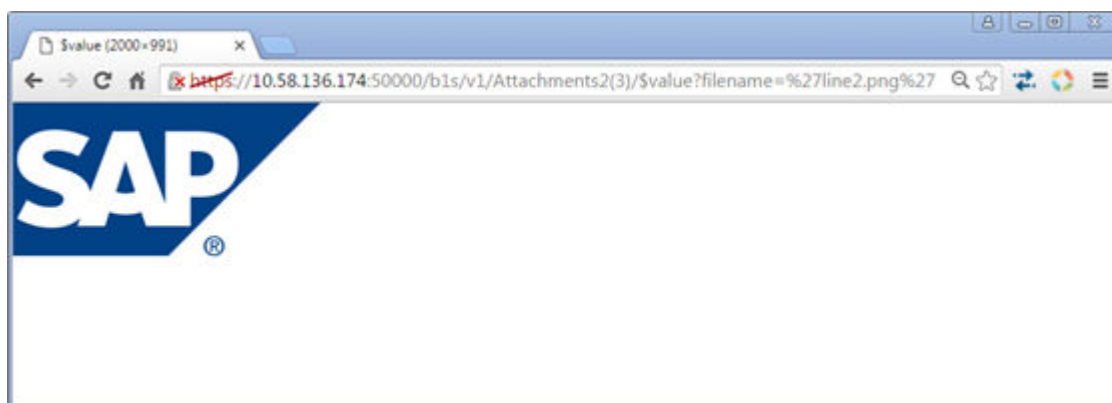 $value (2000×991)
https://10.58.136.174:50000/b1s/v1/Attachments2(3)/$value?filename=%27line2.png%27
SAP
®